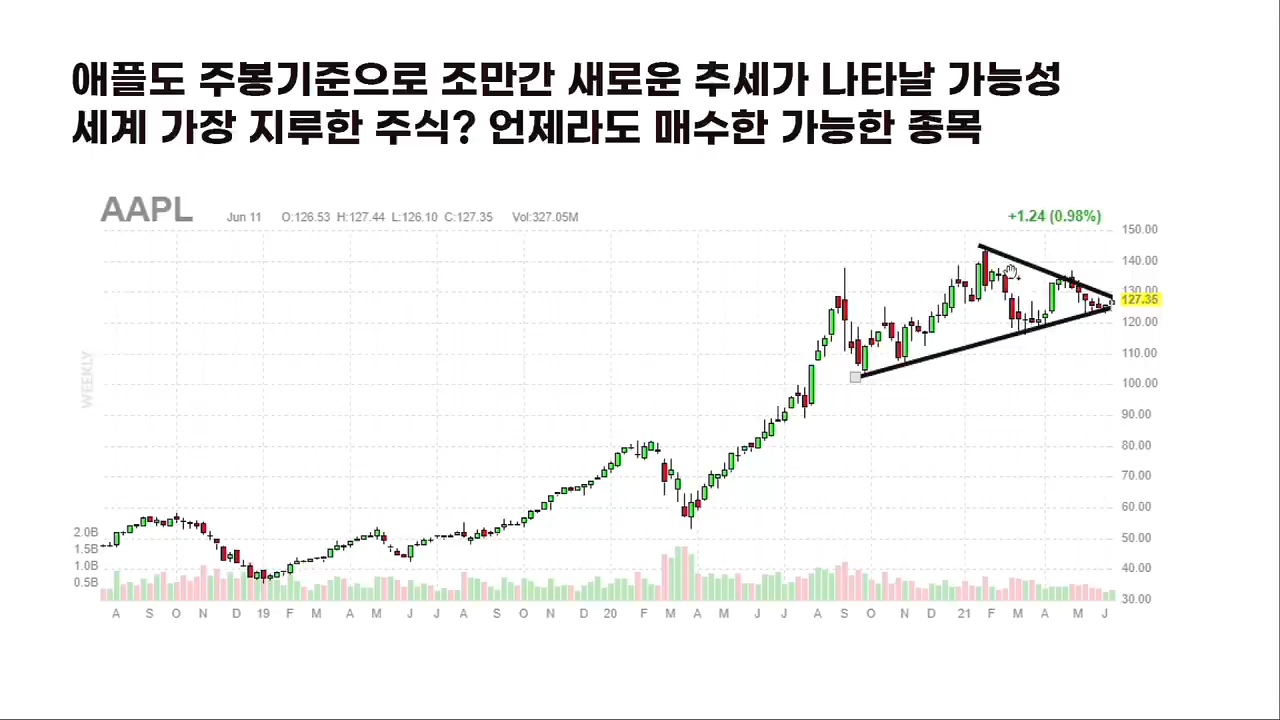 애플도 주봉기준으로 조만간 새로운 추세가 나타날 가능성
세계 가장 지루한 주식? 언제라도 매수한 가능한 종목
AAPL Jun 11 O:126.53 H:127.44 L:126.10 C:127.35 Vol:327.05M +1.24 (0.98%)
150.00
140.00
130.00
127.35
120.00
110.00
100.00
90.00
80.00
70.00
60.00
50.00
40.00
30.00
WEEKLY
2.0B
1.5B
1.0B
0.5B
A S O N D 19 F M A M J J A S O N D 20 F M A M J J A S O N D 21 F M A M J